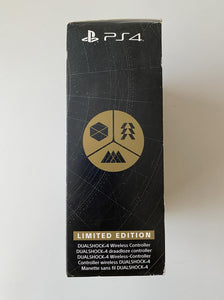 PS4
LIMITED EDITION
DUALSHOCK®4 Wireless Controller
DUALSHOCK®4 draadloze controller
DUALSHOCK®4 Wireless-Controller
Controller wireless DUALSHOCK®4
Manette sans fil DUALSHOCK®4